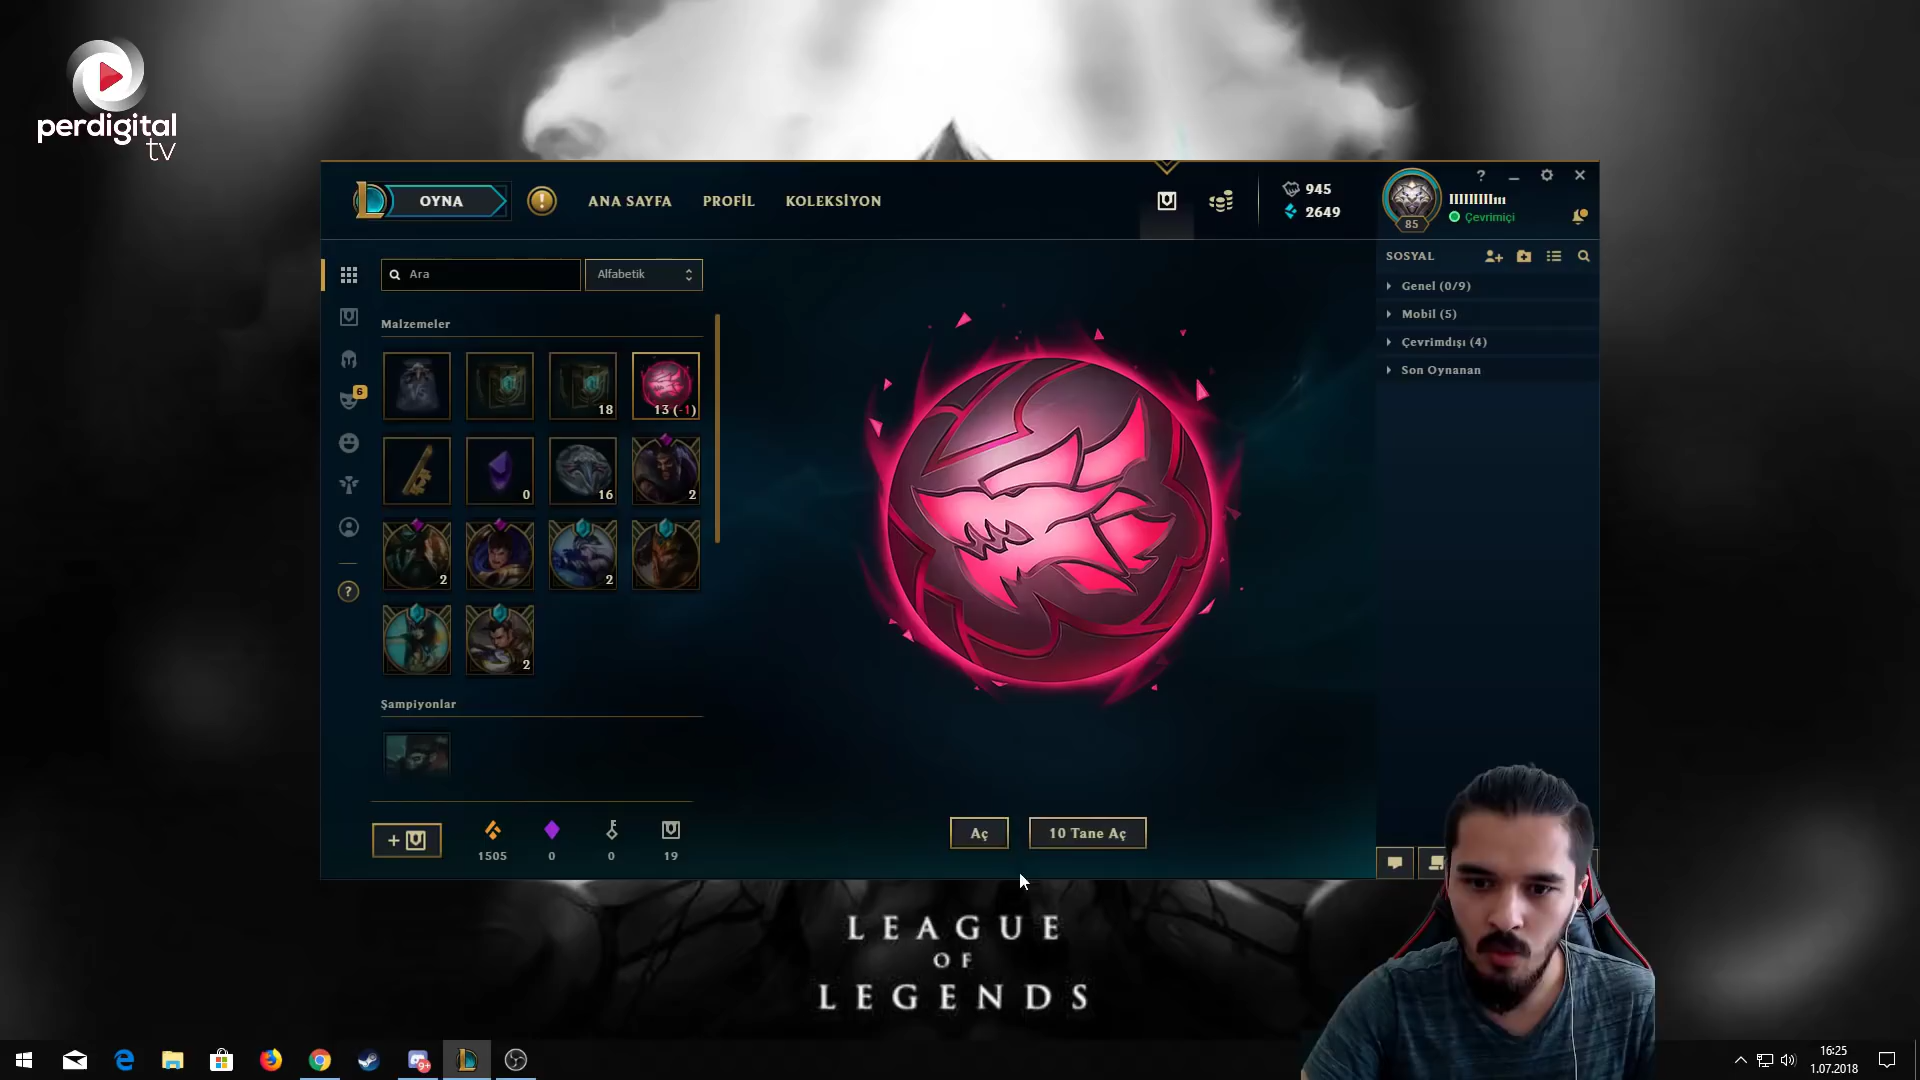 perdigital
tv
OYNA
ANA SAYFA
PROFİL
KOLEKSİYON
945
2649
85
Çevrimiçi
SOSYAL
Genel (0/9)
Mobil (5)
Çevrimdışı (4)
Son Oynanan
Ara
Alfabetik
Malzemeler
18
13 (-1)
6
0
16
2
2
2
2
Şampiyonlar
1505
0
0
19
Aç
10 Tane Aç
LEAGUE
OF
LEGENDS
9+
16:25
1.07.2018